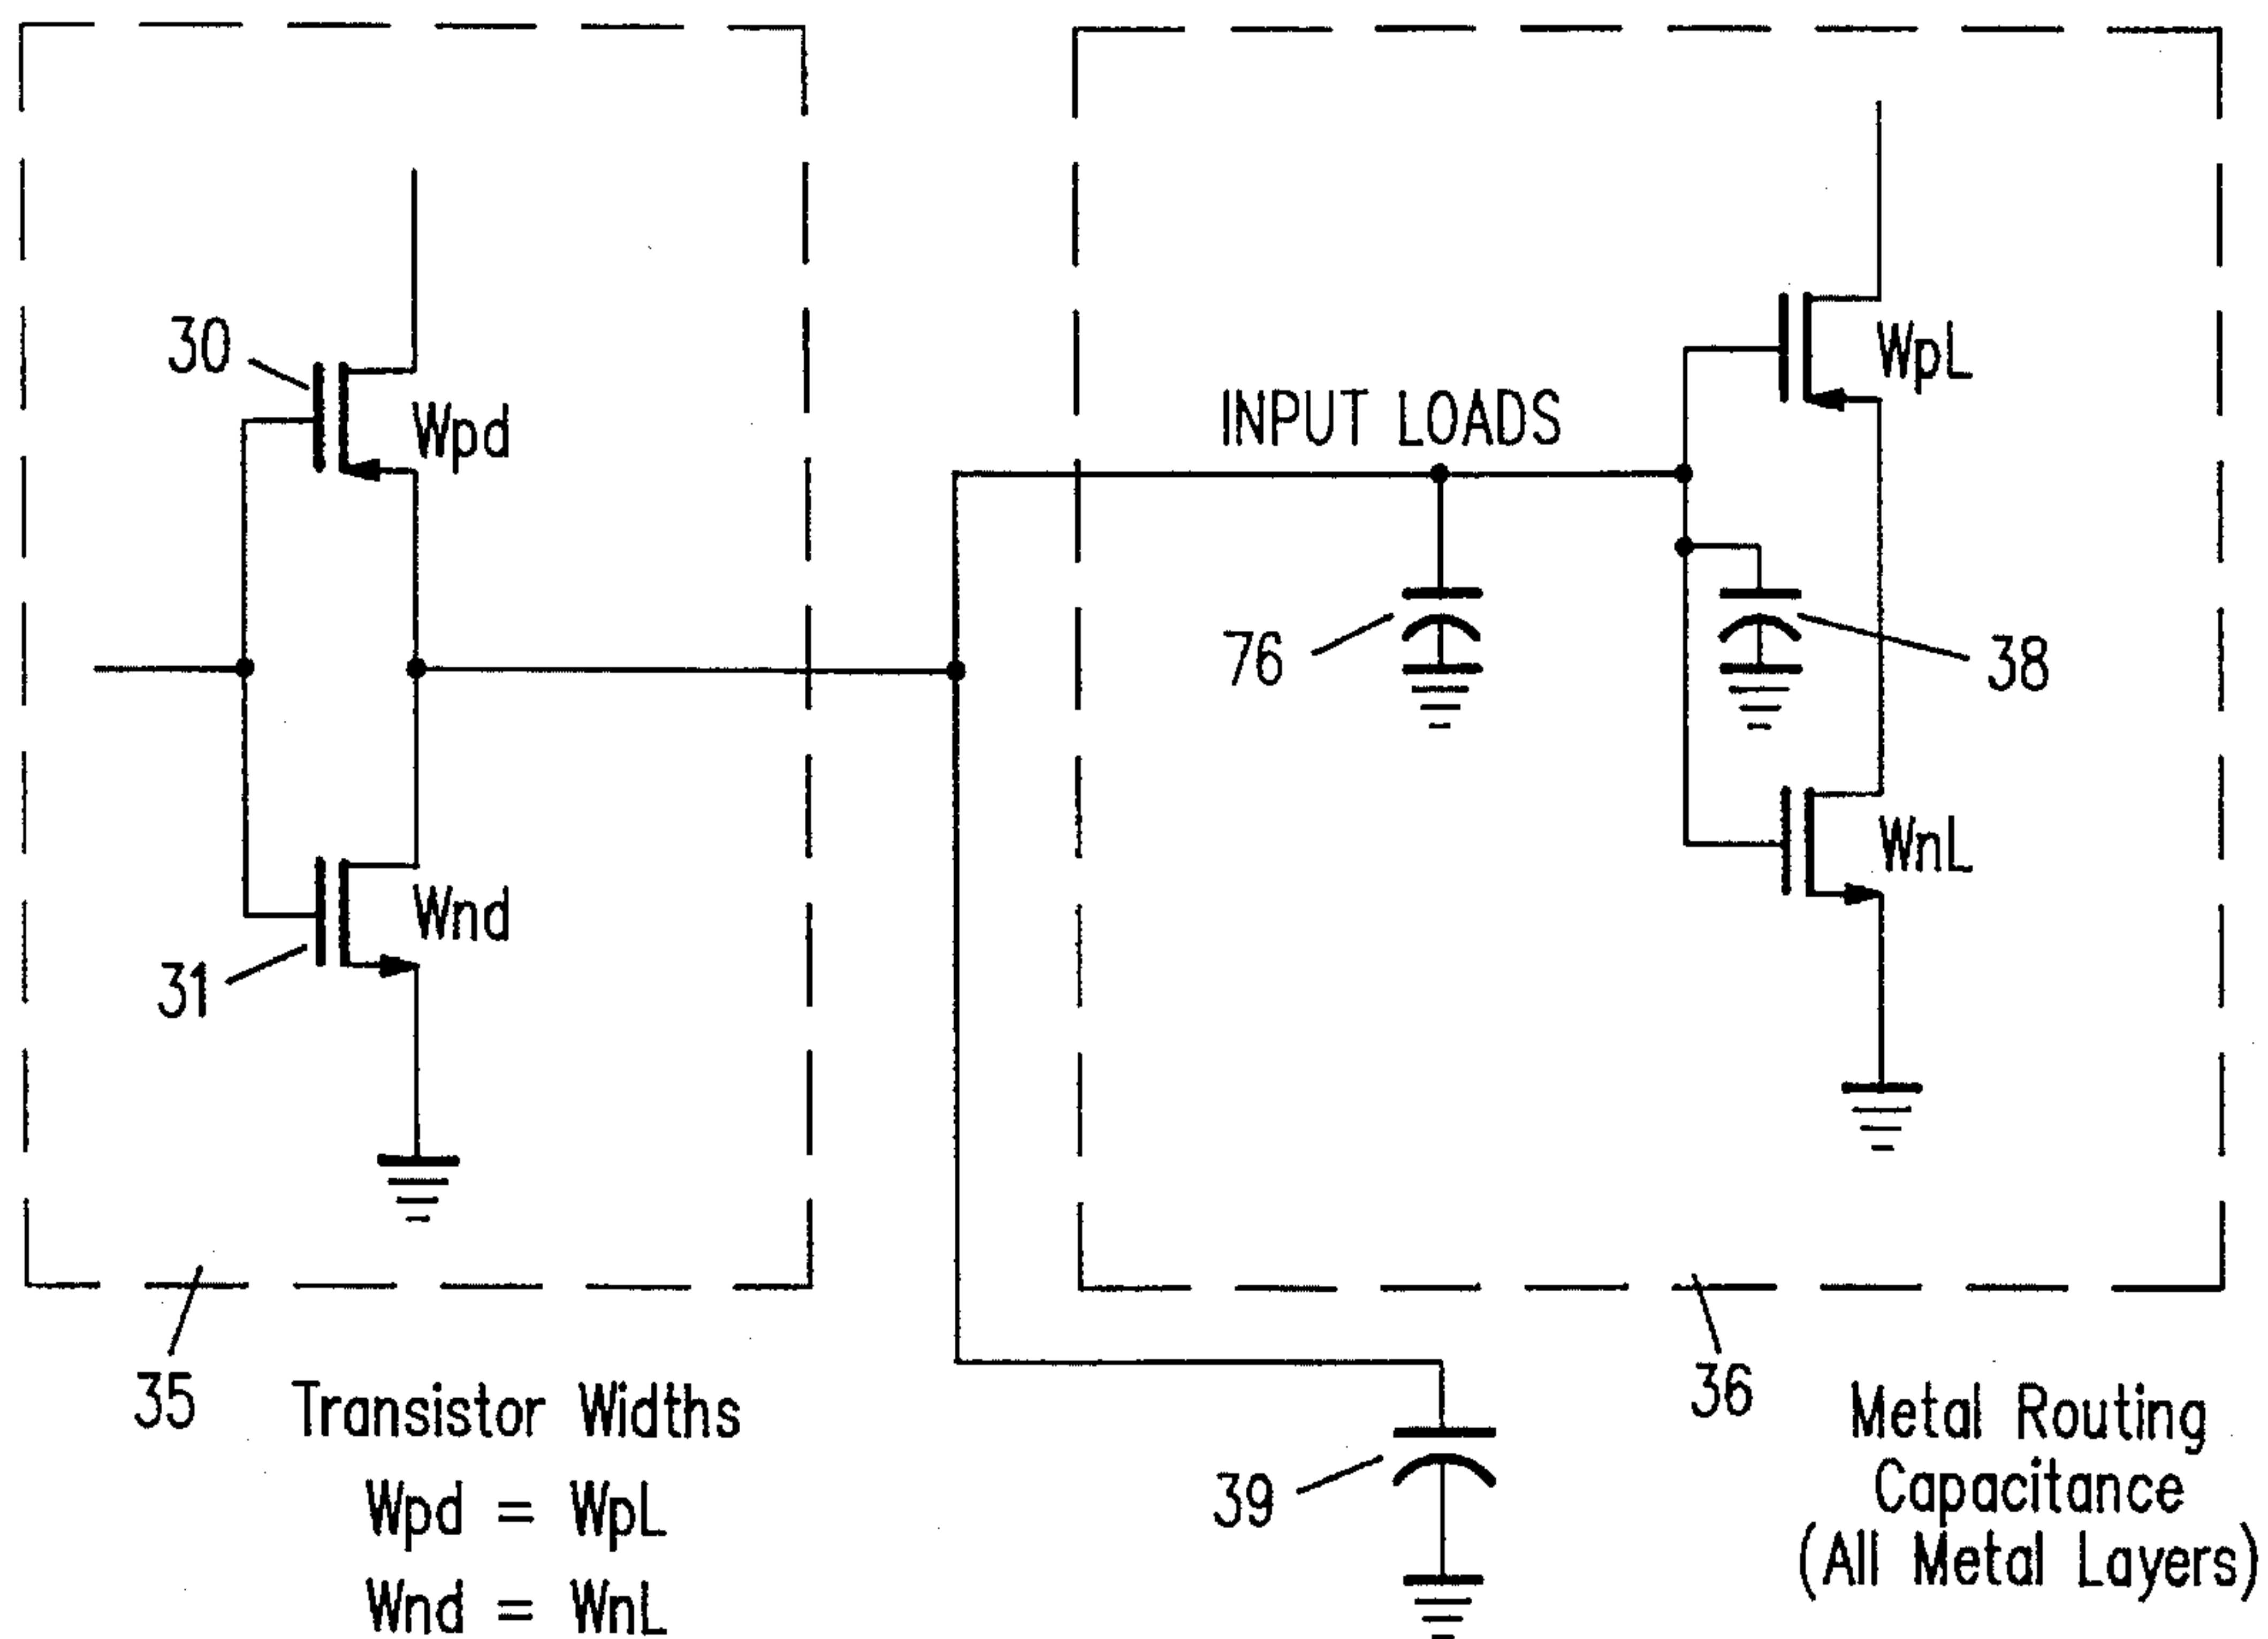 30
Wpd
31
Wnd
INPUT LOADS
WpL
76
38
WnL
35
36
39
Transistor Widths
Wpd = WpL
Wnd = WnL
Metal Routing
Capacitance
(All Metal Layers)